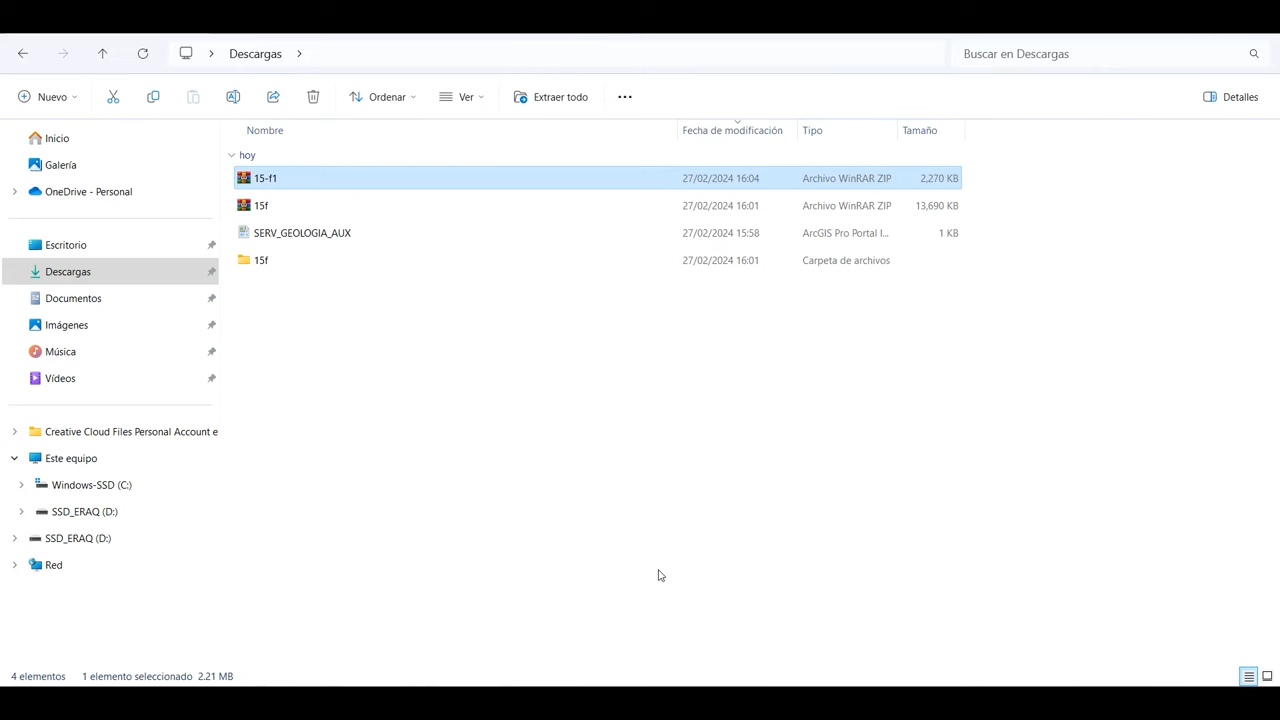 Descargas
Buscar en Descargas
Nuevo
Ordenar
Ver
Extraer todo
Detalles
Nombre
Fecha de modificación
Tipo
Tamaño
Inicio
Galería
OneDrive - Personal
Escritorio
Descargas
Documentos
Imágenes
Música
Vídeos
Creative Cloud Files Personal Account e
Este equipo
Windows-SSD (C:)
SSD_ERAQ (D:)
SSD_ERAQ (D:)
Red
hoy
15-f1 27/02/2024 16:04 Archivo WinRAR ZIP 2,270 KB
15f 27/02/2024 16:01 Archivo WinRAR ZIP 13,690 KB
SERV_GEOLOGIA_AUX 27/02/2024 15:58 ArcGIS Pro Portal I... 1 KB
15f 27/02/2024 16:01 Carpeta de archivos
4 elementos 1 elemento seleccionado 2.21 MB